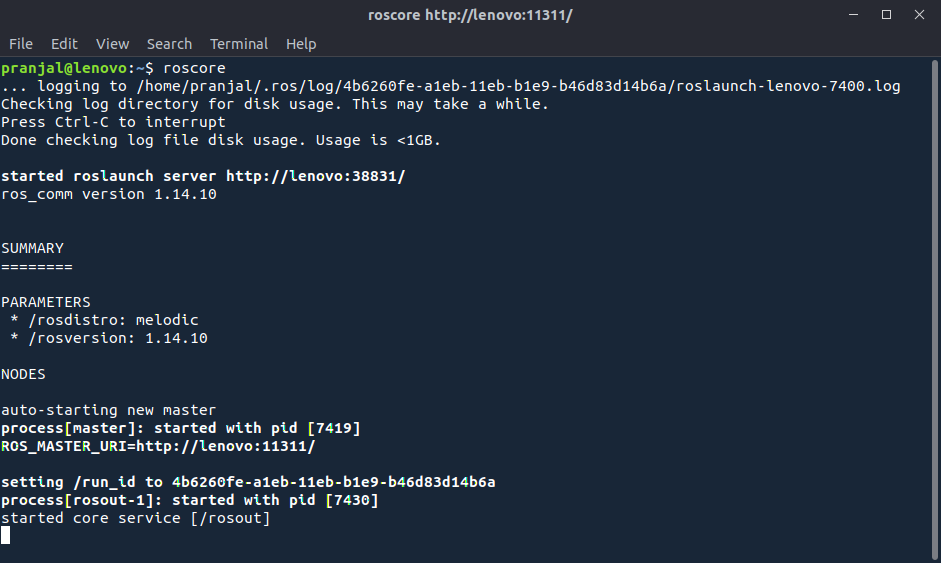 roscore http://lenovo:11311/
File Edit View Search Terminal Help
pranjal@lenovo:~$ roscore
... logging to /home/pranjal/.ros/log/4b6260fe-a1eb-11eb-b1e9-b46d83d14b6a/roslaunch-lenovo-7400.log
Checking log directory for disk usage. This may take a while.
Press Ctrl-C to interrupt
Done checking log file disk usage. Usage is <1GB.
started roslaunch server http://lenovo:38831/
ros_comm version 1.14.10
SUMMARY
========
PARAMETERS
 * /rosdistro: melodic
 * /rosversion: 1.14.10
NODES
auto-starting new master
process[master]: started with pid [7419]
ROS_MASTER_URI=http://lenovo:11311/
setting /run_id to 4b6260fe-a1eb-11eb-b1e9-b46d83d14b6a
process[rosout-1]: started with pid [7430]
started core service [/rosout]